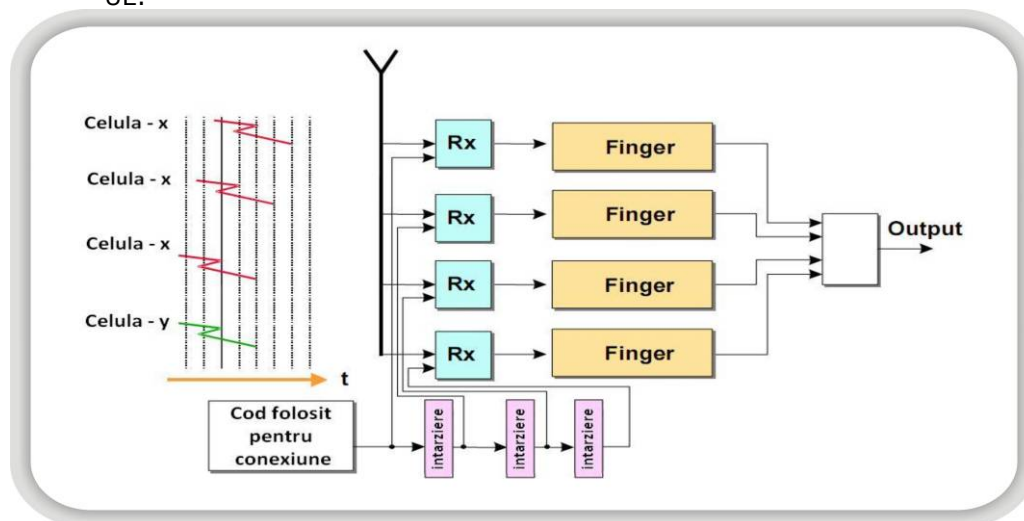 Celula - x
Celula - x
Celula - x
Celula - y
t
Rx
Finger
Rx
Finger
Rx
Finger
Rx
Finger
Output
Cod folosit
pentru
conexiune
intarziere
intarziere
intarziere